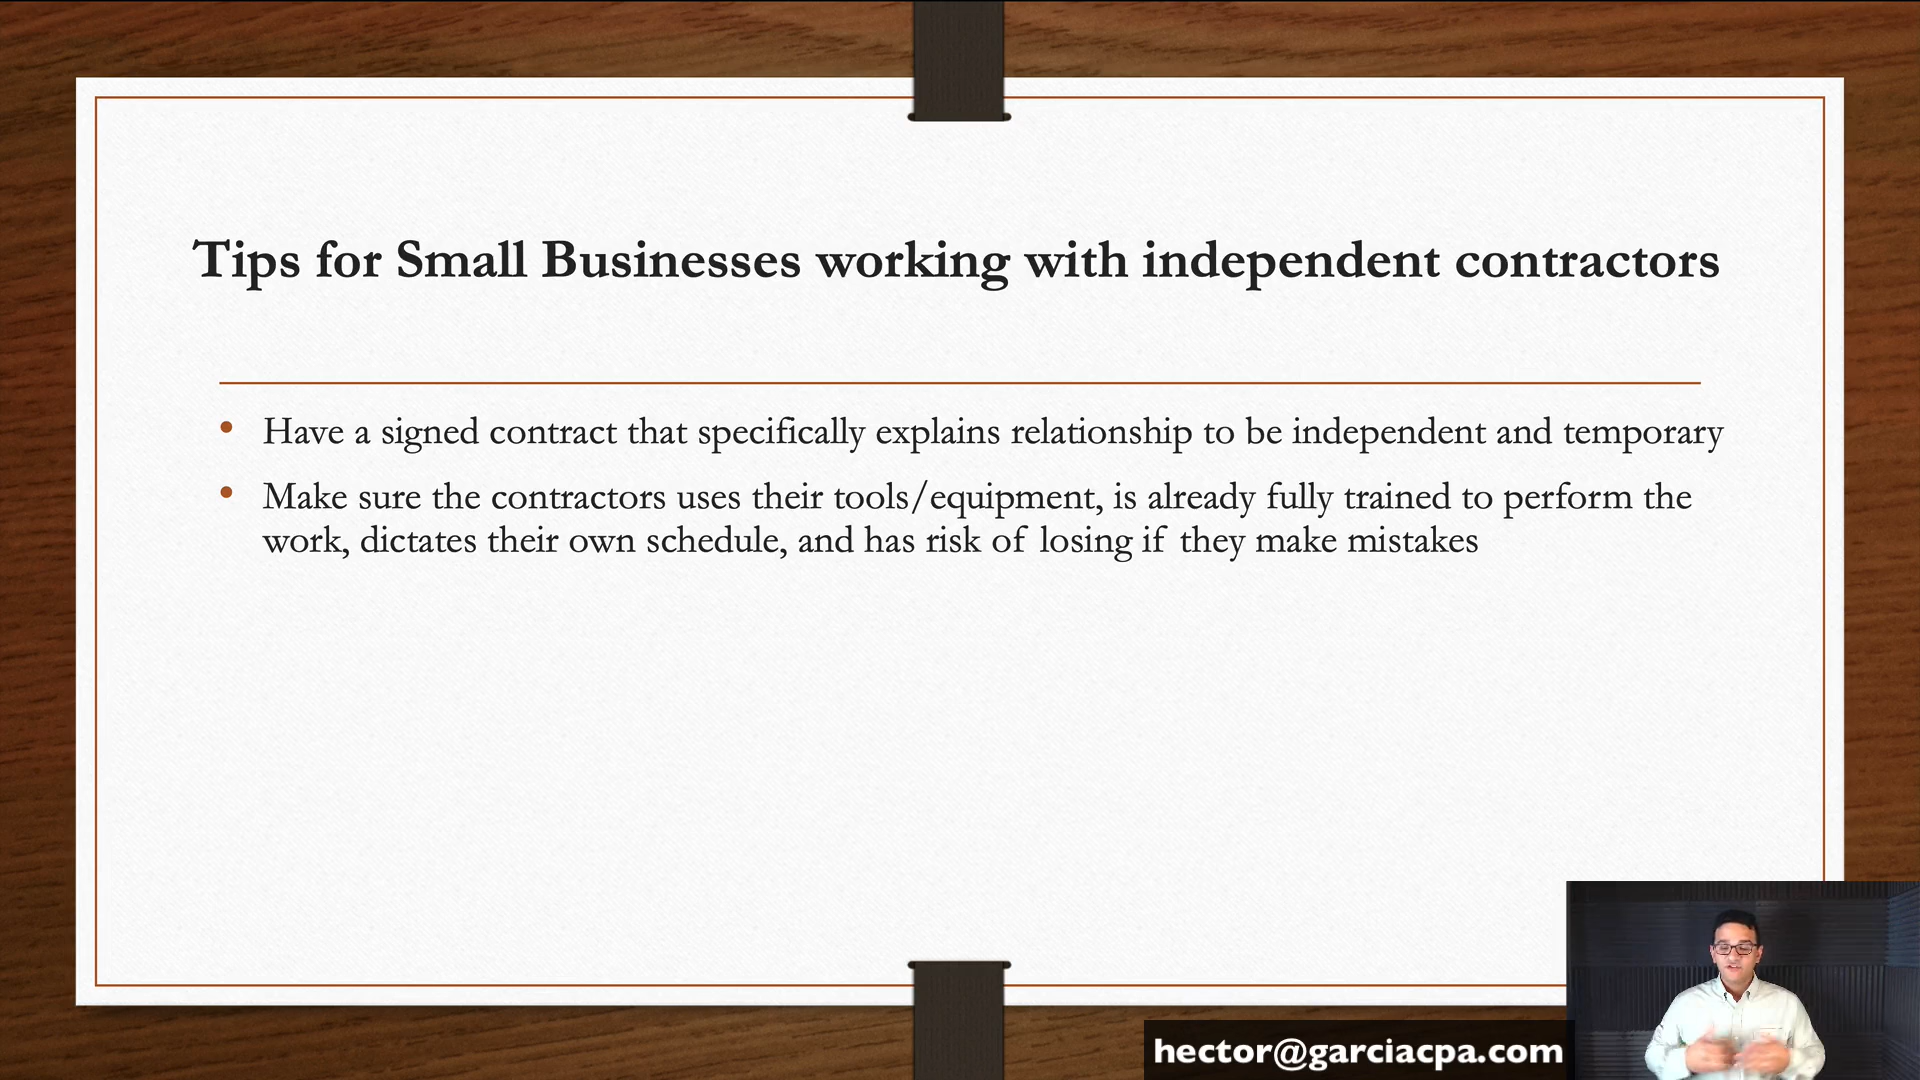 Tips for Small Businesses working with independent contractors
• Have a signed contract that specifically explains relationship to be independent and temporary
• Make sure the contractors uses their tools/equipment, is already fully trained to perform the
work, dictates their own schedule, and has risk of losing if they make mistakes
hector@garciacpa.com